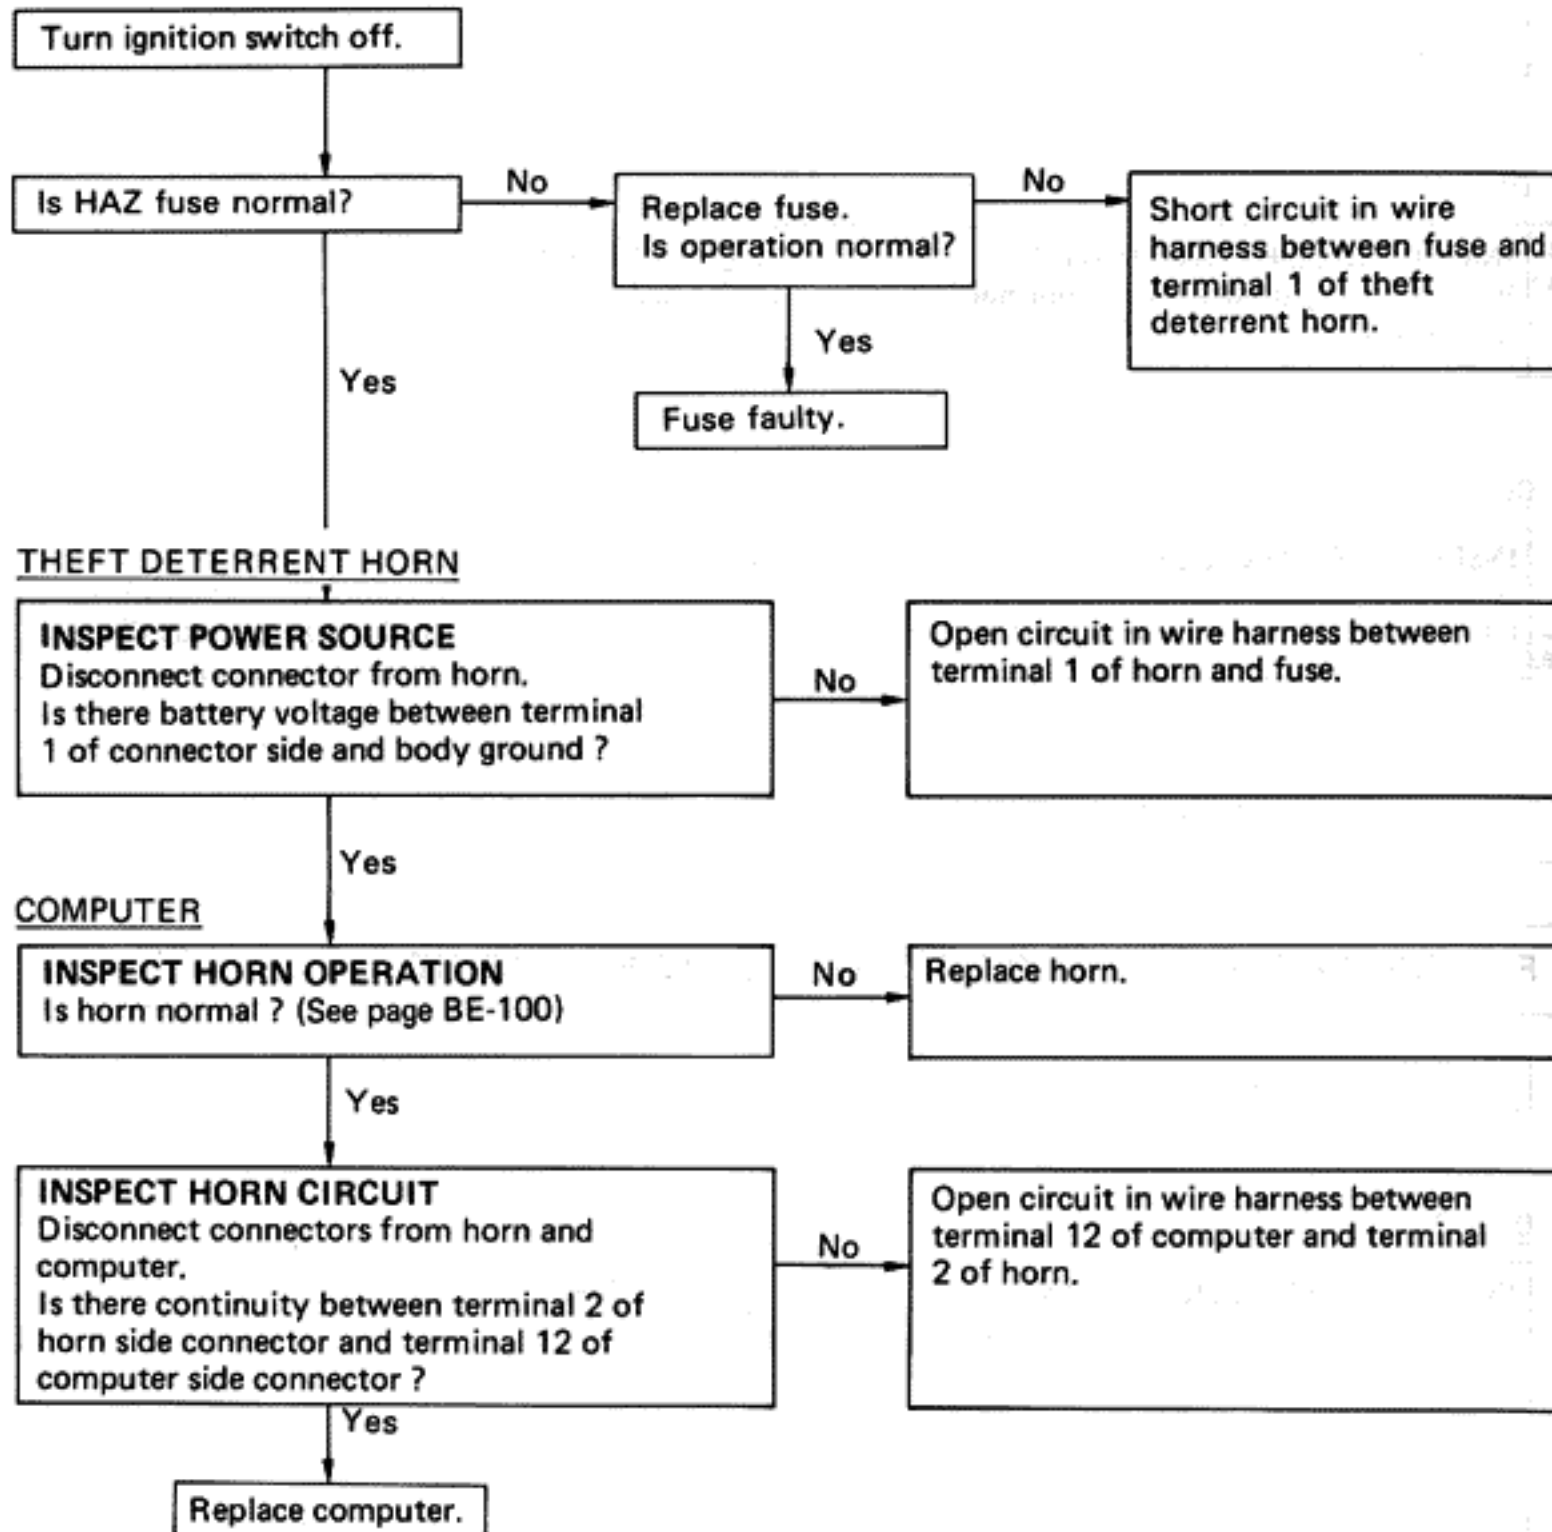 Turn ignition switch off.
Is HAZ fuse normal?
No
Replace fuse.
Is operation normal?
No
Short circuit in wire
harness between fuse and
terminal 1 of theft
deterrent horn.
Yes
Fuse faulty.
Yes
THEFT DETERRENT HORN
INSPECT POWER SOURCE
Disconnect connector from horn.
Is there battery voltage between terminal
1 of connector side and body ground ?
No
Open circuit in wire harness between
terminal 1 of horn and fuse.
Yes
COMPUTER
INSPECT HORN OPERATION
Is horn normal ? (See page BE-100)
No
Replace horn.
Yes
INSPECT HORN CIRCUIT
Disconnect connectors from horn and
computer.
Is there continuity between terminal 2 of
horn side connector and terminal 12 of
computer side connector ?
No
Open circuit in wire harness between
terminal 12 of computer and terminal
2 of horn.
Yes
Replace computer.